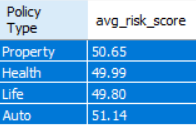 Policy Type avg_risk_score
Property 50.65
Health 49.99
Life 49.80
Auto 51.14